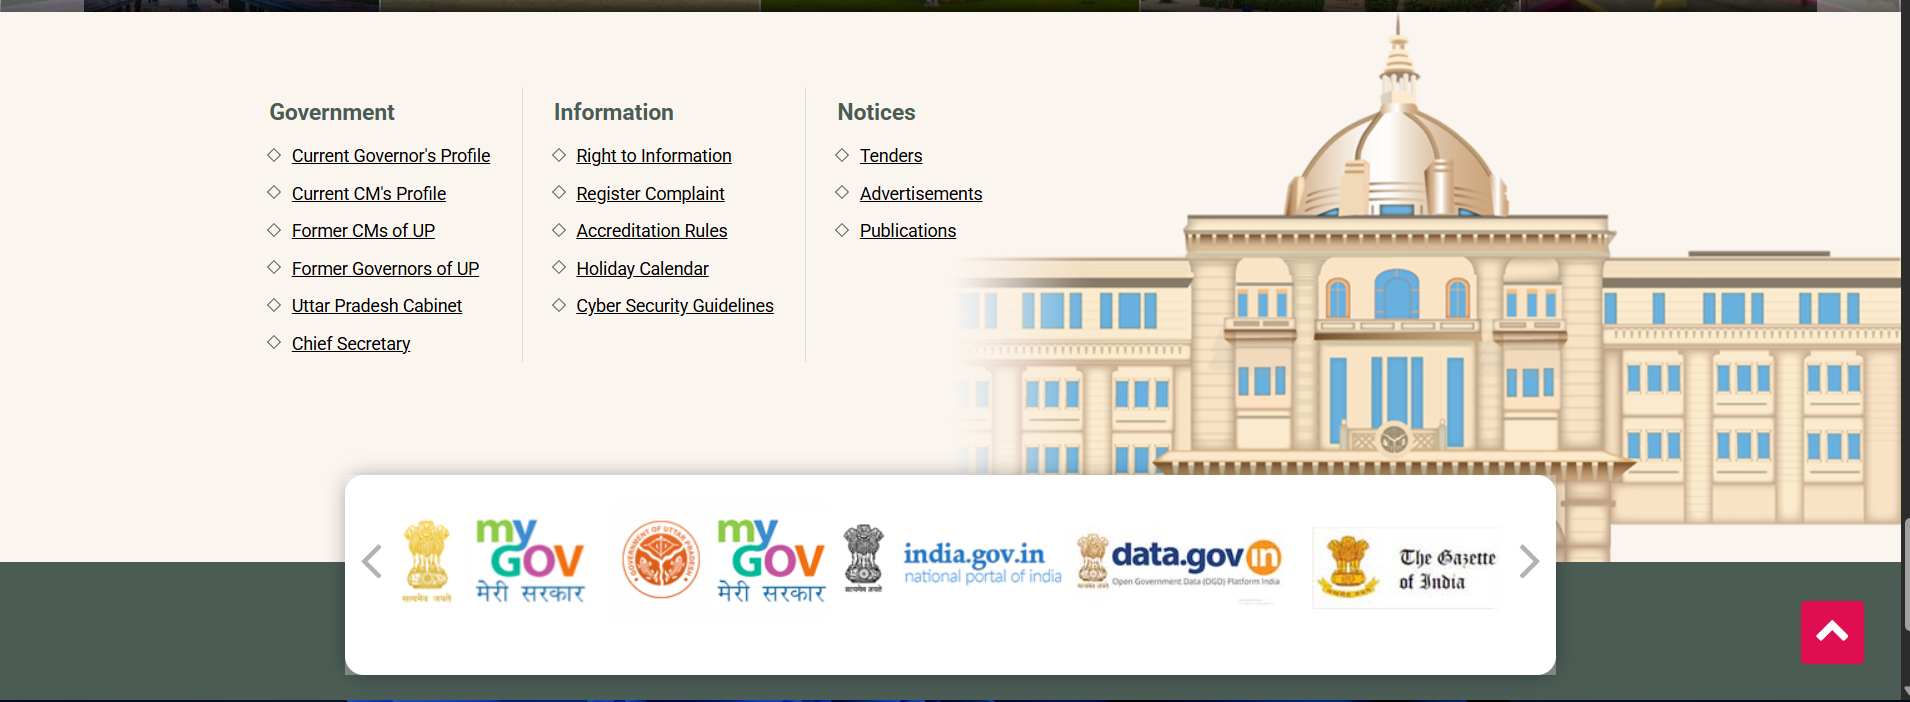 Government
Current Governor's Profile
Current CM's Profile
Former CMs of UP
Former Governors of UP
Uttar Pradesh Cabinet
Chief Secretary
Information
Right to Information
Register Complaint
Accreditation Rules
Holiday Calendar
Cyber Security Guidelines
Notices
Tenders
Advertisements
Publications
सत्यमेव जयते
my
GOV
मेरी सरकार
GOVERNMENT OF UTTAR PRADESH
my
GOV
मेरी सरकार
सत्यमेव जयते
india.gov.in
national portal of india
सत्यमेव जयते
data.gov in
Open Government Data (OGD) Platform India
The Gazette
of India